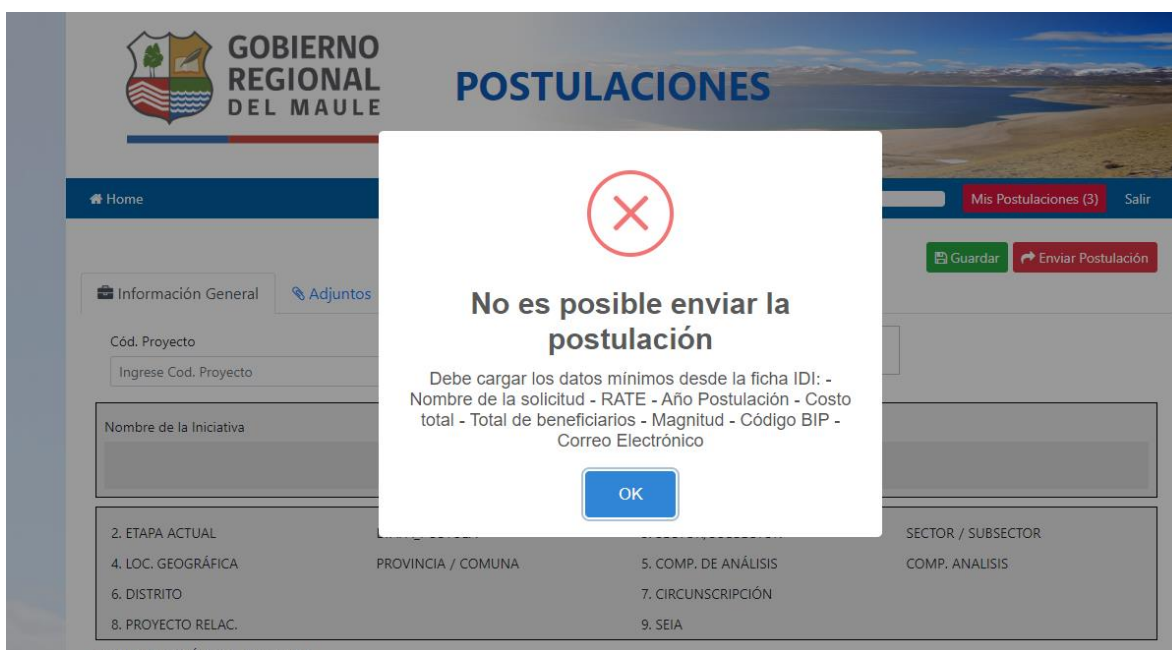 GOBIERNO
REGIONAL
DEL MAULE
POSTULACIONES
Home
Mis Postulaciones (3)
Salir
Guardar
Enviar Postulación
Información General
Adjuntos
No es posible enviar la
postulación
Debe cargar los datos mínimos desde la ficha IDI: -
Nombre de la solicitud - RATE - Año Postulación - Costo
total - Total de beneficiarios - Magnitud - Código BIP -
Correo Electrónico
OK
Cód. Proyecto
Ingrese Cod. Proyecto
Nombre de la Iniciativa
2. ETAPA ACTUAL
SECTOR / SUBSECTOR
4. LOC. GEOGRÁFICA
PROVINCIA / COMUNA
5. COMP. DE ANÁLISIS
COMP. ANALISIS
6. DISTRITO
7. CIRCUNSCRIPCIÓN
8. PROYECTO RELAC.
9. SEIA